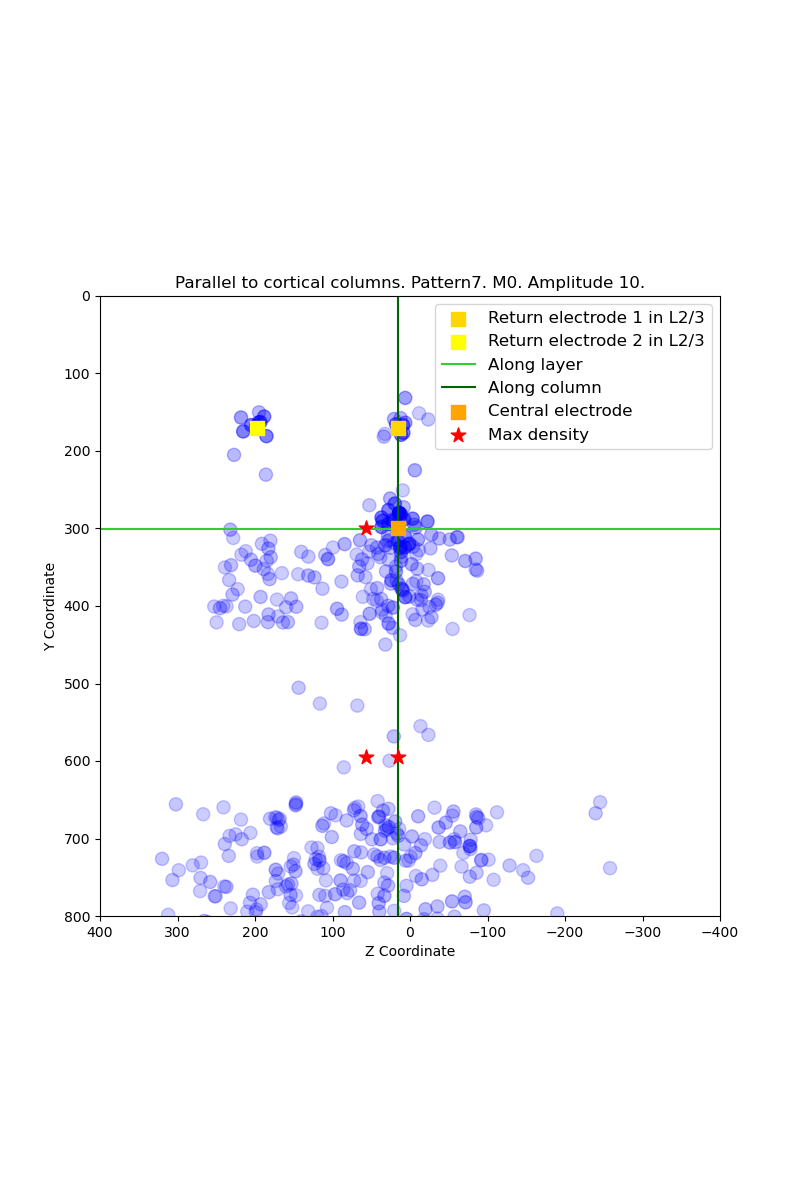 Parallel to cortical columns. Pattern7. M0. Amplitude 10.
0
100
200
300
400
500
600
700
800
Y Coordinate
Return electrode 1 in L2/3
Return electrode 2 in L2/3
Along layer
Along column
Central electrode
Max density
400 300 200 100 0 −100 −200 −300 −400
Z Coordinate